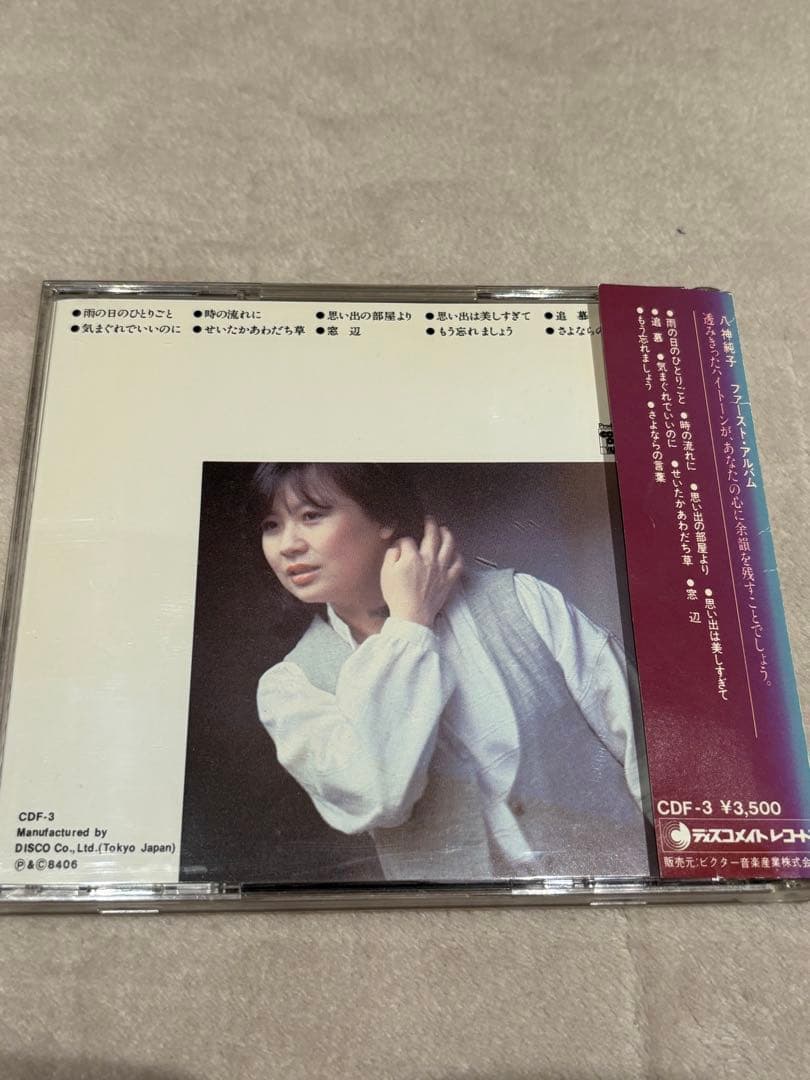 ●雨の日のひとりごと ●時の流れに ●思い出の部屋より ●思い出は美しすぎて ●追慕
●気まぐれでいいのに ●せいたかあわだち草 ●窓辺 ●もう忘れましょう ●さよならの
八神純子 ファースト・アルバム
透みきったハイトーンが、あなたの心に余韻を残すことでしょう。
●雨の日のひとりごと ●時の流れに ●思い出の部屋より ●思い出は美しすぎて
●追慕 ●気まぐれでいいのに ●せいたかあわだち草 ●窓辺
●もう忘れましょう ●さよならの言葉
CDF-3 ¥3,500
ディスコメイトレコード
販売元:ビクター音楽産業株式会
CDF-3
Manufactured by
DISCO Co.,Ltd.(Tokyo Japan)
Ⓟ&Ⓒ8406